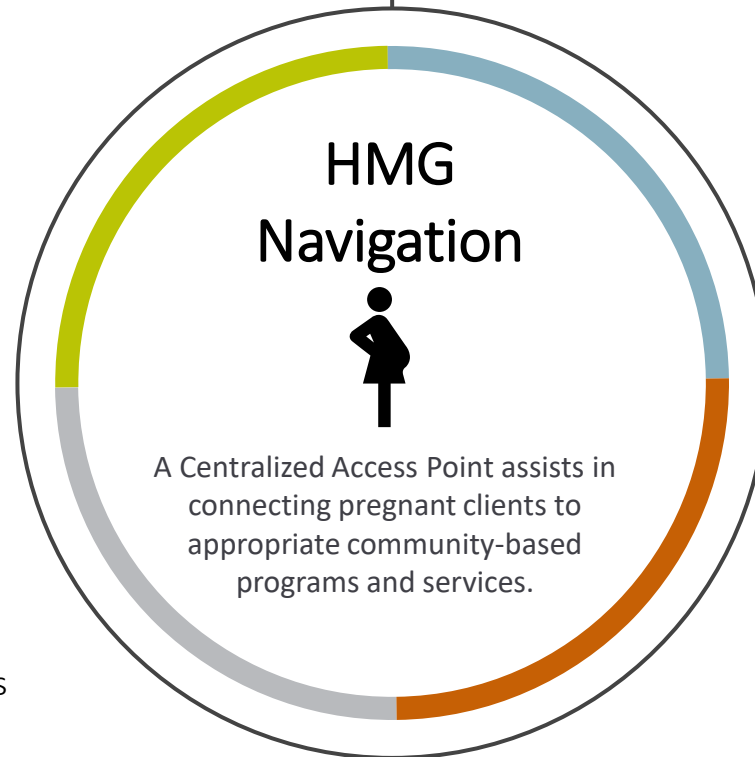 HMG
Navigation
A Centralized Access Point assists in
connecting pregnant clients to
appropriate community-based
programs and services.
s